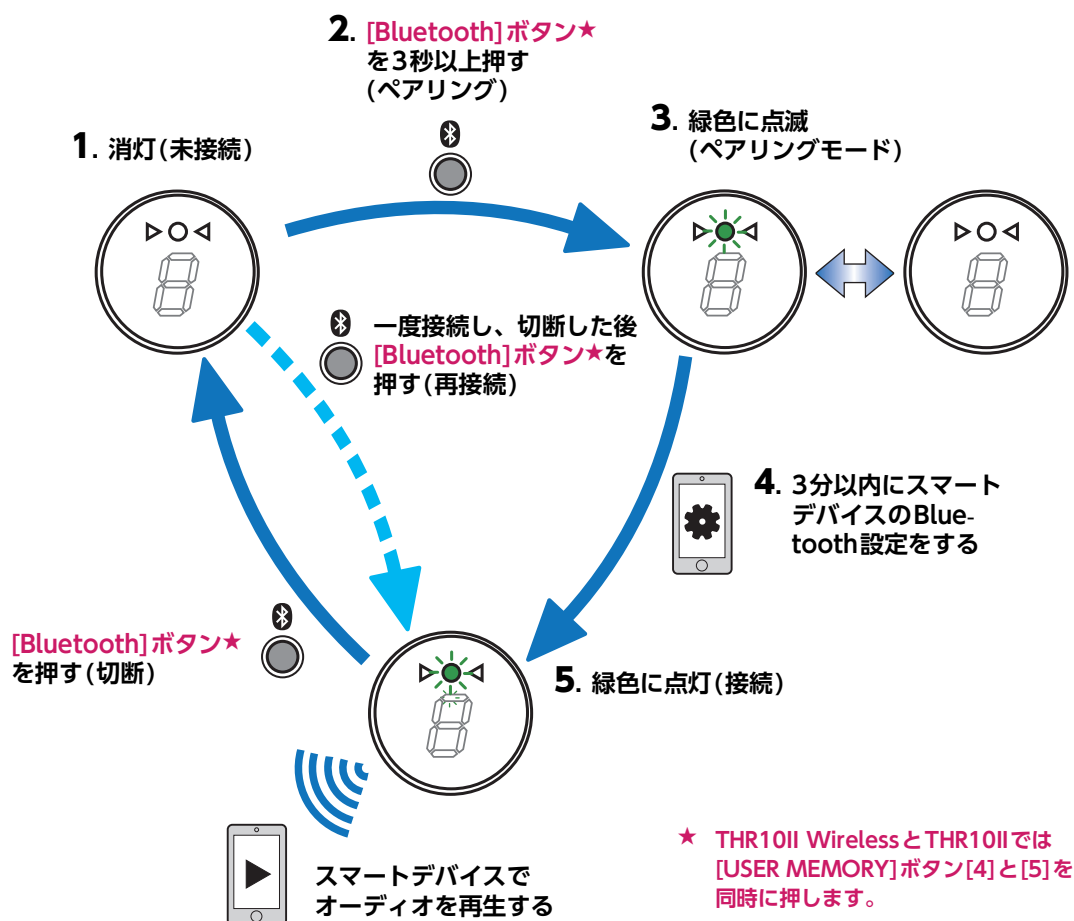 2. [Bluetooth]ボタン★
を3秒以上押す
(ペアリング)
1. 消灯(未接続)
3. 緑色に点滅
(ペアリングモード)
一度接続し、切断した後
[Bluetooth]ボタン★を
押す(再接続)
4. 3分以内にスマート
デバイスのBlue-
tooth設定をする
[Bluetooth]ボタン★
を押す(切断)
5. 緑色に点灯(接続)
スマートデバイスで
オーディオを再生する
★ THR10II WirelessとTHR10IIでは
[USER MEMORY]ボタン[4]と[5]を
同時に押します。